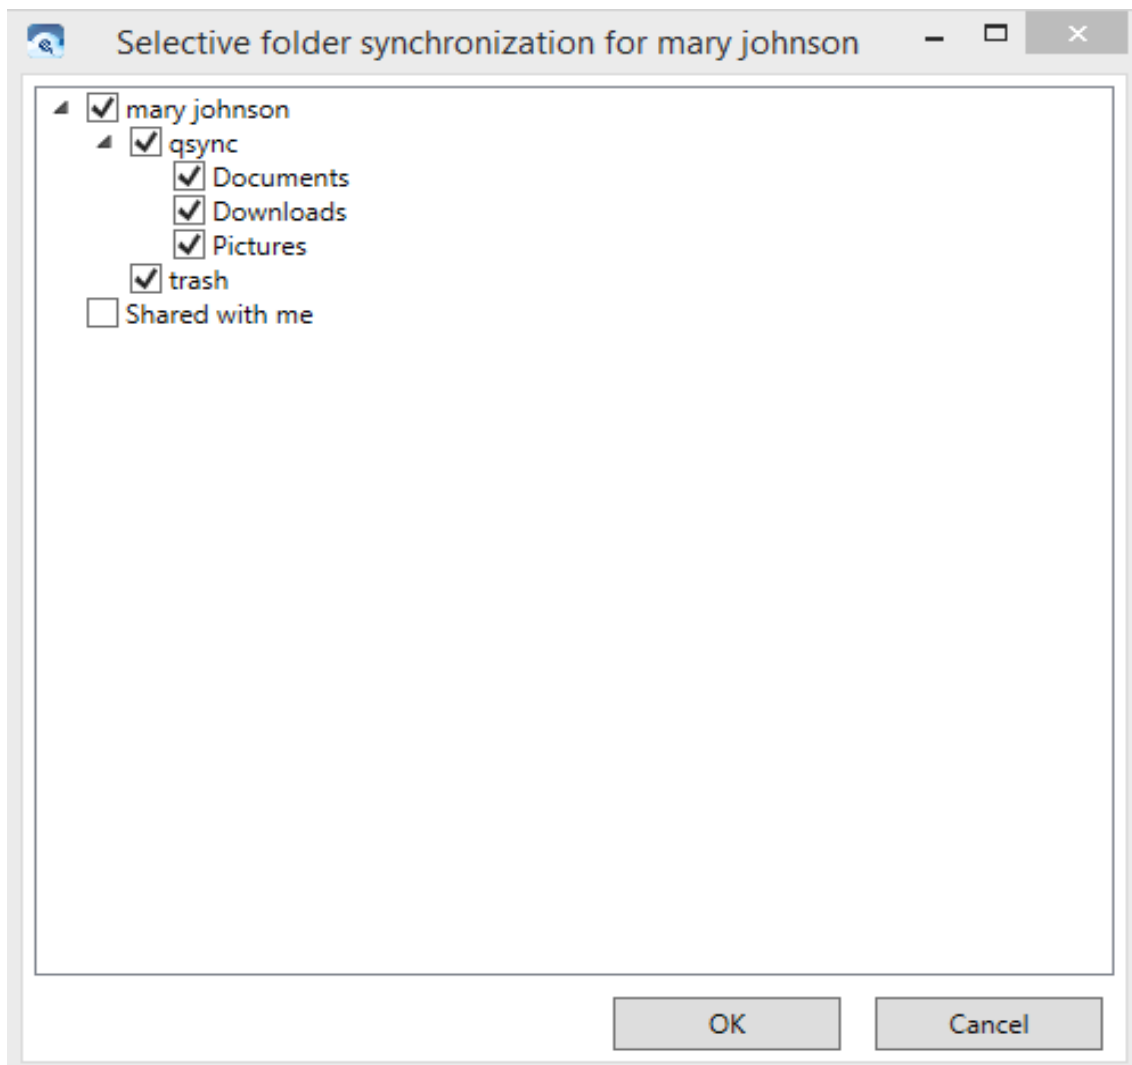 Selective folder synchronization for mary johnson
mary johnson
qsync
Documents
Downloads
Pictures
trash
Shared with me
OK Cancel